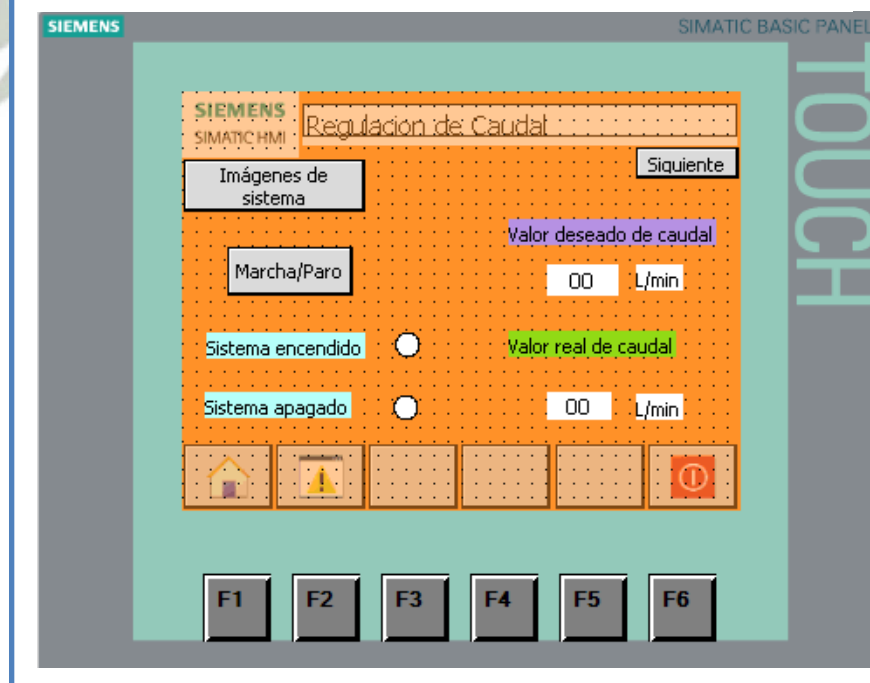 SIEMENS
SIMATIC BASIC PANEL
TOUCH
SIEMENS
SIMATIC HMI
Regulacion de Caudal
Siguiente
Imágenes de
sistema
Valor deseado de caudal
Marcha/Paro
00 L/min
Sistema encendido
Valor real de caudal
Sistema apagado
00 L/min
F1 F2 F3 F4 F5 F6